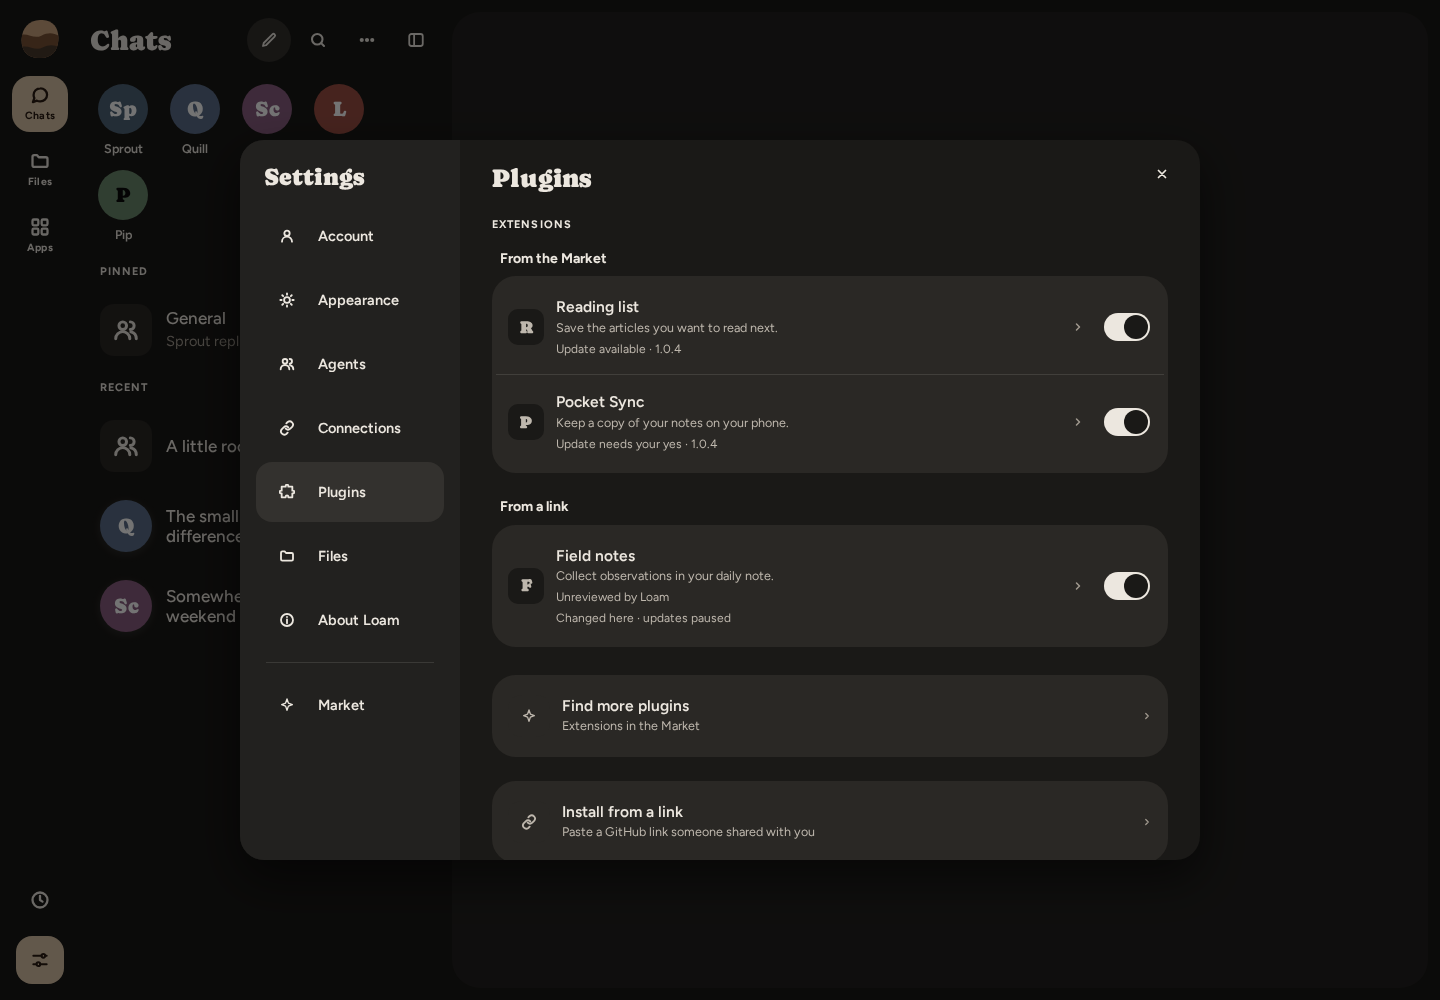 Chats
Chats
Files
Apps
Sp
Q
Sc
L
Sprout
Quill
P
Pip
PINNED
General
Sprout repl
RECENT
A little roo
Q
The small
difference
Sc
Somewhe
weekend
Settings
Account
Appearance
Agents
Connections
Plugins
Files
About Loam
Market
Plugins
EXTENSIONS
From the Market
R
Reading list
Save the articles you want to read next.
Update available · 1.0.4
P
Pocket Sync
Keep a copy of your notes on your phone.
Update needs your yes · 1.0.4
From a link
F
Field notes
Collect observations in your daily note.
Unreviewed by Loam
Changed here · updates paused
Find more plugins
Extensions in the Market
Install from a link
Paste a GitHub link someone shared with you